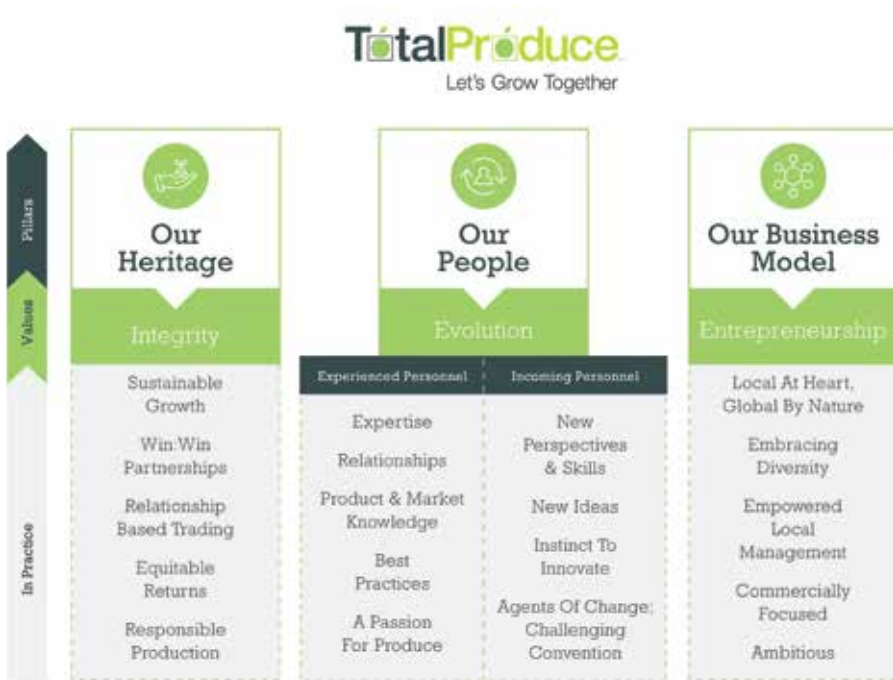 TótalPróduce
Let's Grow Together
Pillars
Values
In Practice
Our
Heritage
Integrity
Sustainable
Growth
Win:Win
Partnerships
Relationship
Based Trading
Equitable
Returns
Responsible
Production
Our
People
Evolution
Experienced Personnel
Expertise
Relationships
Product & Market
Knowledge
Best
Practices
A Passion
For Produce
Incoming Personnel
New
Perspectives
& Skills
New Ideas
Instinct To
Innovate
Agents Of Change;
Challenging
Convention
Our Business
Model
Entrepreneurship
Local At Heart,
Global By Nature
Embracing
Diversity
Empowered
Local
Management
Commercially
Focused
Ambitious